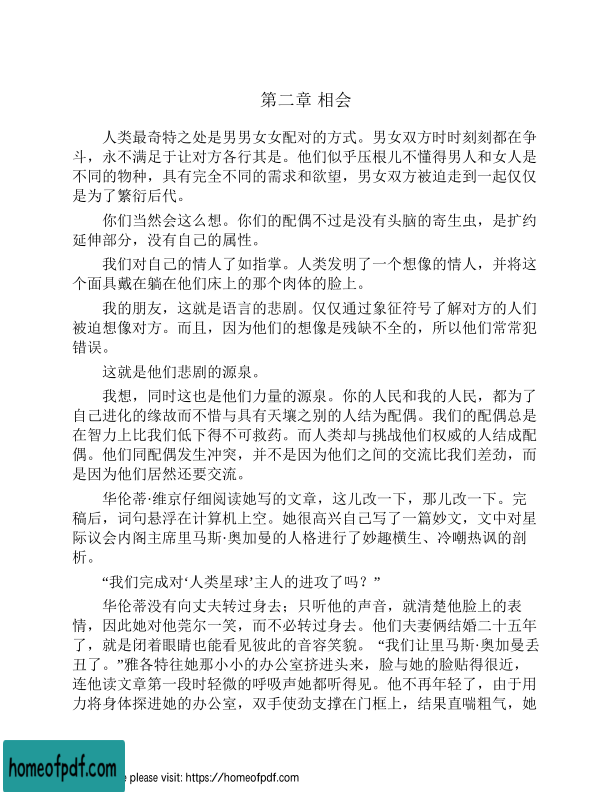 第二章 相会
人类最奇特之处是男男女女配对的方式。男女双方时时刻刻都在争
斗，永不满足于让对方各行其是。他们似乎压根儿不懂得男人和女人是
不同的物种，具有完全不同的需求和欲望，男女双方被迫走到一起仅仅
是为了繁衍后代。
你们当然会这么想。你们的配偶不过是没有头脑的寄生虫，是扩约
延伸部分，没有自己的属性。
我们对自己的情人了如指掌。人类发明了一个想像的情人，并将这
个面具戴在躺在他们床上的那个肉体的脸上。
我的朋友，这就是语言的悲剧。仅仅通过象征符号了解对方的人们
被迫想像对方。而且，因为他们的想像是残缺不全的，所以他们常常犯
错误。
这就是他们悲剧的源泉。
我想，同时这也是他们力量的源泉。你的人民和我的人民，都为了
自己进化的缘故而不惜与具有天壤之别的人结为配偶。我们的配偶总是
在智力上比我们低下得不可救药。而人类却与挑战他们权威的人结成配
偶。他们同配偶发生冲突，并不是因为他们之间的交流比我们差劲，而
是因为他们居然还要交流。
华伦蒂·维京仔细阅读她写的文章，这儿改一下，那儿改一下。完
稿后，词句悬浮在计算机上空。她很高兴自己写了一篇妙文，文中对星
际议会内阁主席里马斯·奥加曼的人格进行了妙趣横生、冷嘲热讽的剖
析。
“我们完成对‘人类星球’主人的进攻了吗？”
华伦蒂没有向丈夫转过身去；只听他的声音，就清楚他脸上的表
情，因此她对他莞尔一笑，而不必转过身去。他们夫妻俩结婚二十五年
了，就是闭着眼睛也能看见彼此的音容笑貌。 “我们让里马斯·奥加曼丢
丑了。”雅各特往她那小小的办公室挤进头来，脸与她的脸贴得很近，
连他读文章第一段时轻微的呼吸声她都听得见。他不再年轻了，由于用
力将身体探进她的办公室，双手使劲支撑在门框上，结果直喘粗气，她
homeofpdf.com
e please visit: https://homeofpdf.com